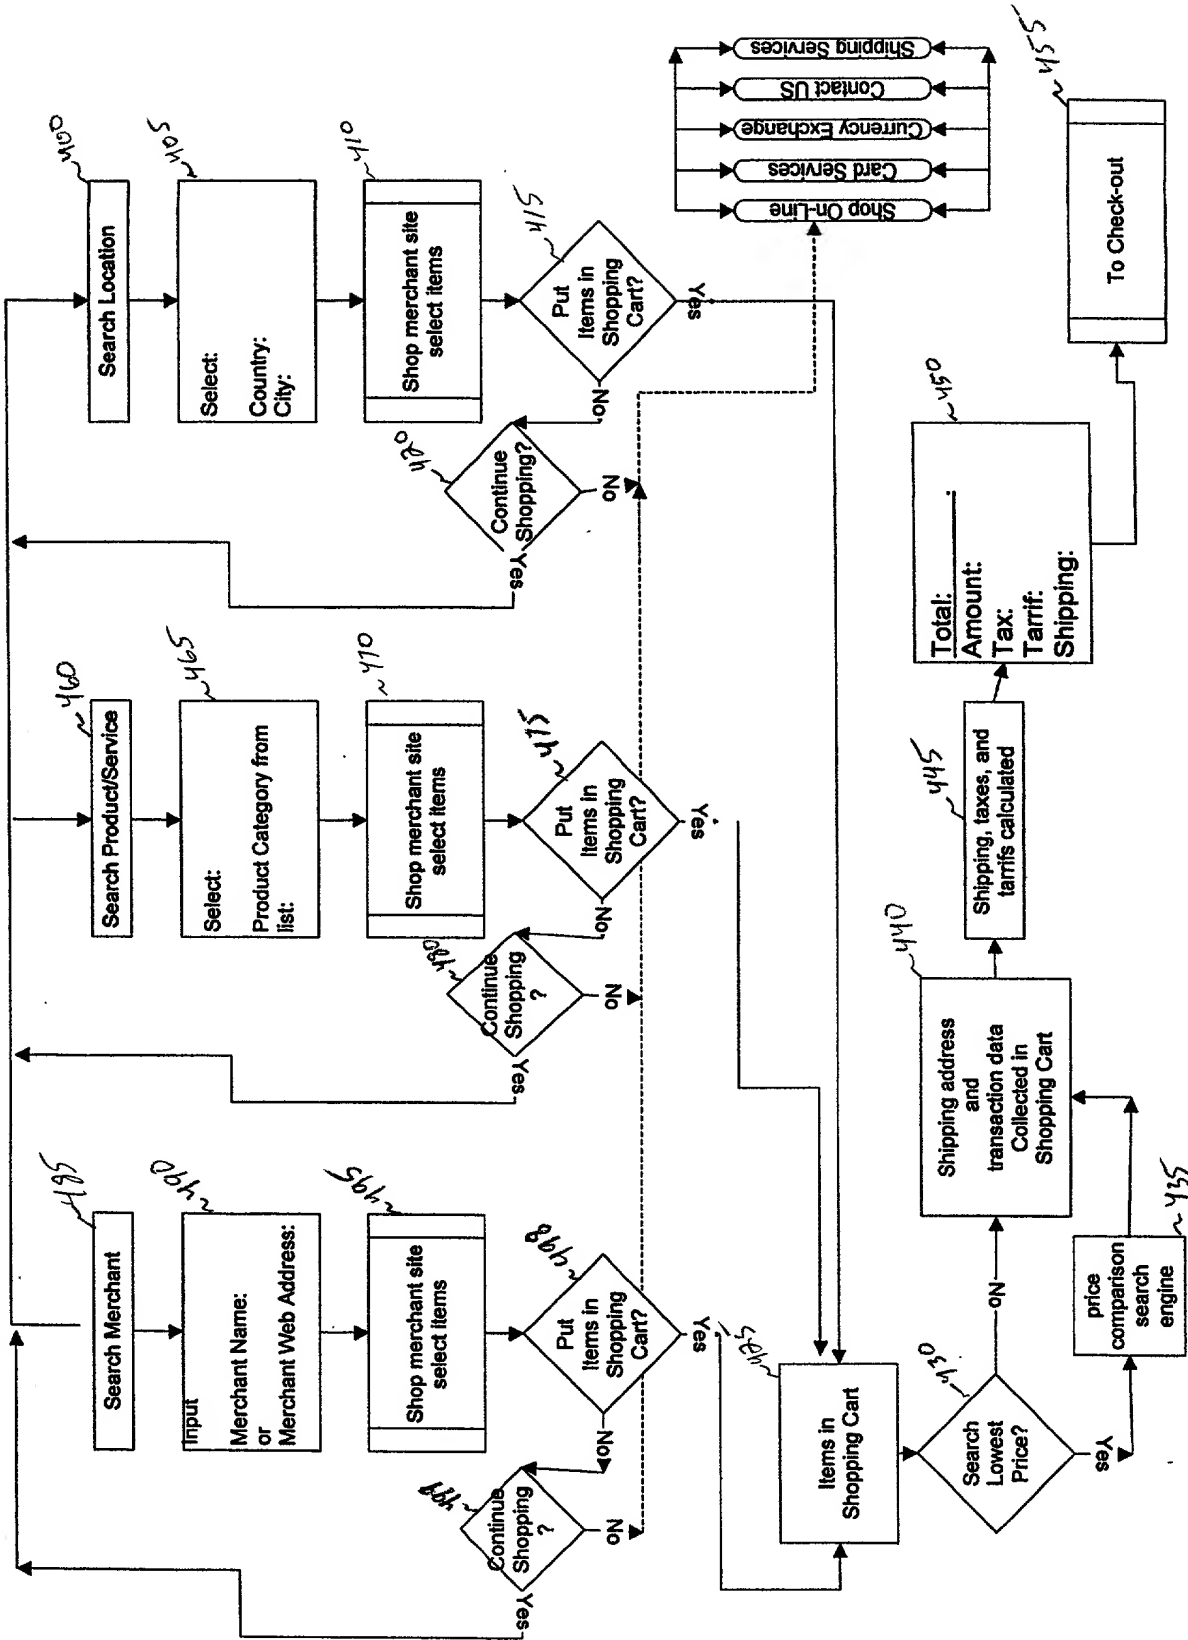 485
Search Merchant
490
Input
Merchant Name:
or
Merchant Web Address:
495
Shop merchant site
select items
498
Put
Items in
Shopping
Cart?
No
Yes
499
Continue
Shopping
?
Yes
No
460
Search Product/Service
465
Select:
Product Category from
list:
470
Shop merchant site
select items
475
Put
Items in
Shopping
Cart?
No
Yes
480
Continue
Shopping
?
Yes
No
400
Search Location
405
Select:
Country:
City:
410
Shop merchant site
select items
415
Put
Items in
Shopping
Cart?
No
Yes
420
Continue
Shopping?
Yes
No
Shop On-Line
Card Services
Currency Exchange
Contact US
Shipping Services
425
Items in
Shopping Cart
430
Search
Lowest
Price?
No
Yes
435
price
comparison
search
engine
440
Shipping address
and
transaction data
Collected in
Shopping Cart
445
Shipping, taxes, and
tarrifs calculated
450
Total:
Amount:
Tax:
Tarrif:
Shipping:
455
To Check-out